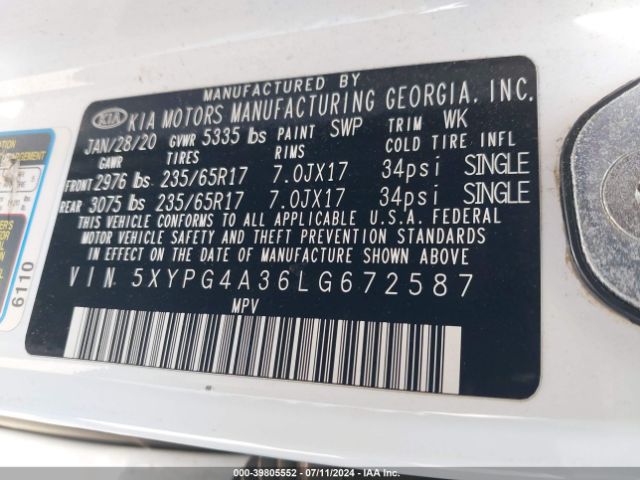 MANUFACTURED BY
KIA KIA MOTORS MANUFACTURING GEORGIA, INC.
JAN/28/20 GVWR 5335 lbs PAINT SWP TRIM WK
GAWR TIRES RIMS COLD TIRE INFL
FRONT 2976 lbs 235/65R17 7.0JX17 34psi SINGLE
REAR 3075 lbs 235/65R17 7.0JX17 34psi SINGLE
THIS VEHICLE CONFORMS TO ALL APPLICABLE U.S.A. FEDERAL
MOTOR VEHICLE SAFETY AND THEFT PREVENTION STANDARDS
IN EFFECT ON THE DATE OF MANUFACTURE SHOWN ABOVE.
VIN 5XYPG4A36LG672587
MPV
6110
000-39805552 | 07/11/2024 | IAA, Inc.